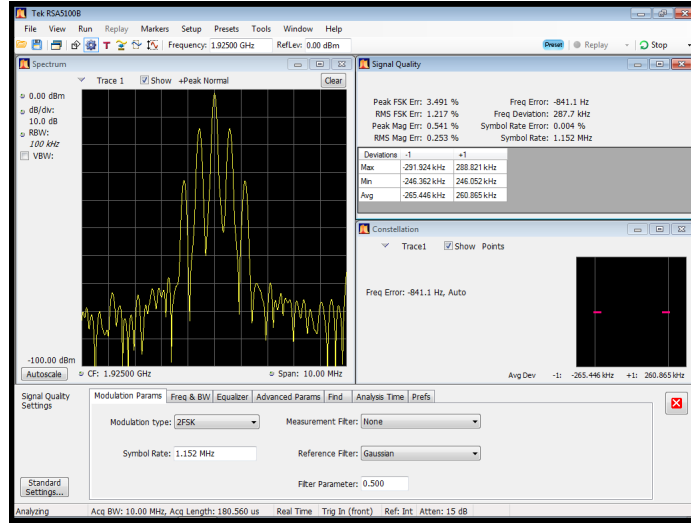 Tek RSA5100B
File View Run Replay Markers Setup Presets Tools Window Help
T Frequency: 1.92500 GHz RefLev: 0.00 dBm Preset Replay Stop
Spectrum
Trace 1 Show +Peak Normal Clear
0.00 dBm
dB/div:
10.0 dB
RBW:
100 kHz
VBW:
-100.00 dBm
Autoscale CF: 1.92500 GHz Span: 10.00 MHz
Signal Quality
Peak FSK Err: 3.491 % Freq Error: -841.1 Hz
RMS FSK Err: 1.217 % Freq Deviation: 287.7 kHz
Peak Mag Err: 0.541 % Symbol Rate Error: 0.004 %
RMS Mag Err: 0.253 % Symbol Rate: 1.152 MHz
Deviations -1 +1
Max -291.924 kHz 288.821 kHz
Min -246.362 kHz 246.052 kHz
Avg -265.446 kHz 260.865 kHz
Constellation
Trace1 Show Points
Freq Error: -841.1 Hz, Auto
Avg Dev -1: -265.446 kHz +1: 260.865 kHz
Signal Quality
Settings
Modulation Params Freq & BW Equalizer Advanced Params Find Analysis Time Prefs
Modulation type: 2FSK Measurement Filter: None
Symbol Rate: 1.152 MHz Reference Filter: Gaussian
Filter Parameter: 0.500
Standard
Settings...
Analyzing Acq BW: 10.00 MHz, Acq Length: 180.560 us Real Time Trig In (front) Ref: Int Atten: 15 dB